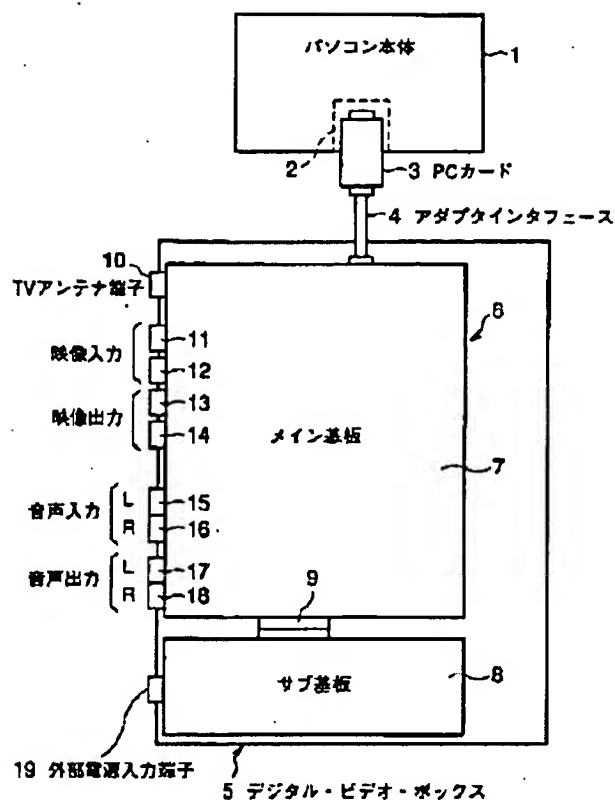 パソコン本体
1
2
3 PCカード
4 アダプタインタフェース
10
TVアンテナ端子
6
映像入力
11
12
映像出力
13
14
メイン基板
7
音声入力
L
15
R
16
音声出力
L
17
R
18
9
サブ基板
8
19 外部電源入力端子
5 デジタル・ビデオ・ボックス